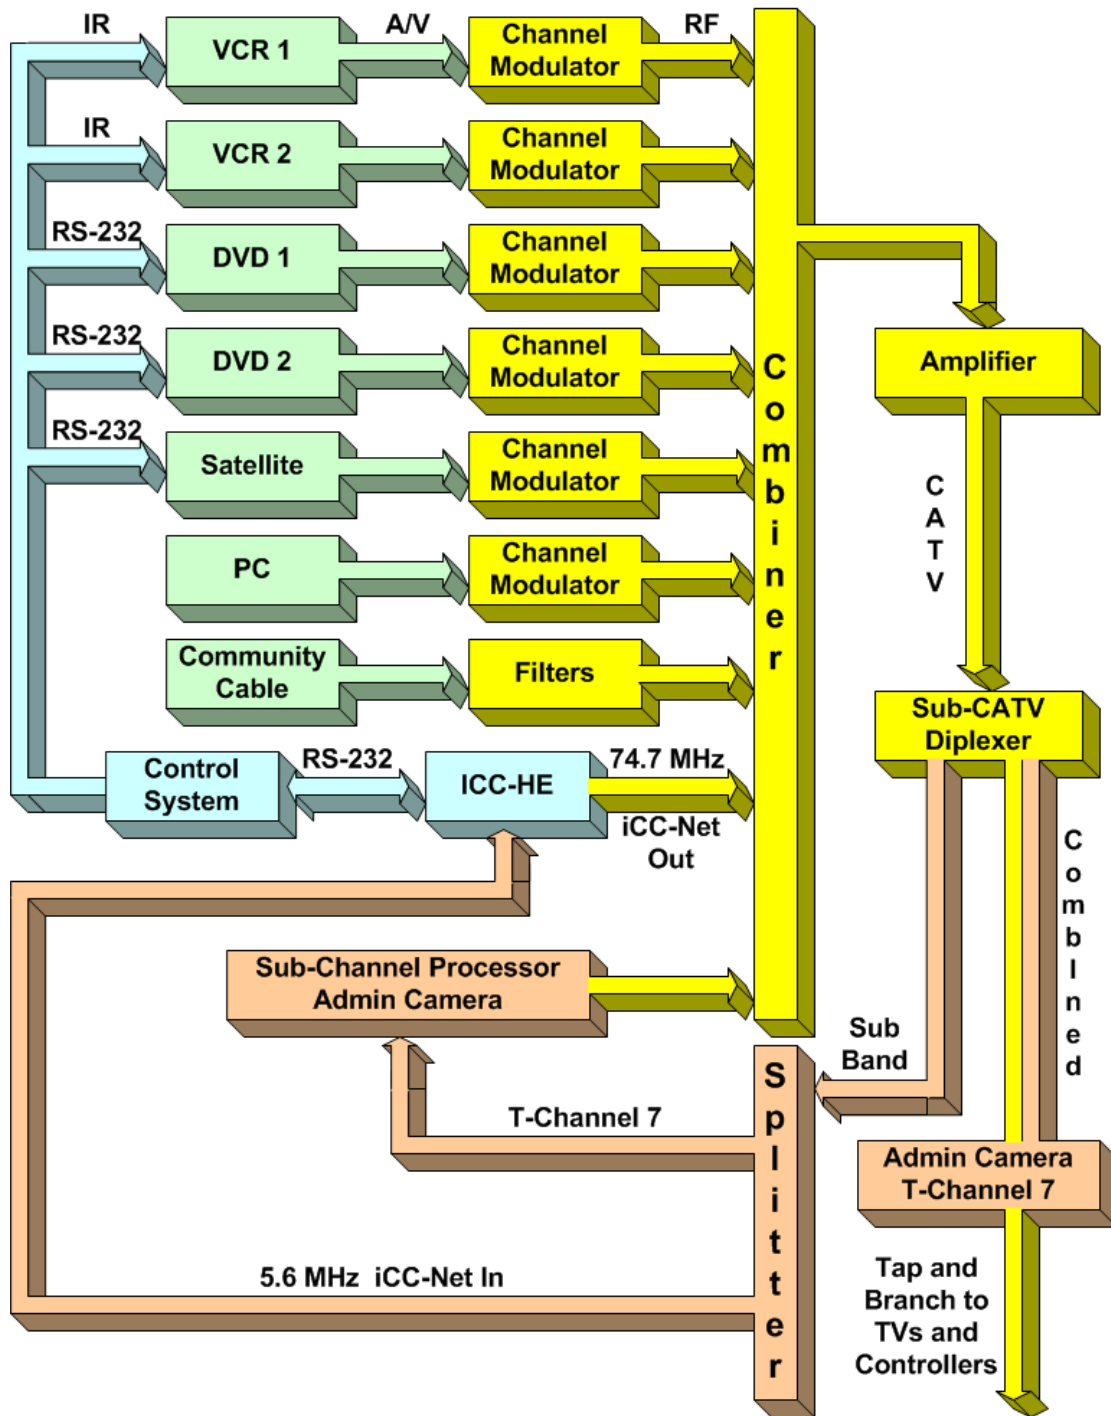 IR
A/V
RF
VCR 1
Channel
Modulator
IR
VCR 2
Channel
Modulator
RS-232
DVD 1
Channel
Modulator
RS-232
DVD 2
Channel
Modulator
RS-232
Satellite
Channel
Modulator
PC
Channel
Modulator
Community
Cable
Filters
Combiner
Amplifier
CATV
Sub-CATV
Diplexer
Control
System
RS-232
ICC-HE
74.7 MHz
iCC-Net
Out
CombIned
Sub-Channel Processor
Admin Camera
Sub
Band
Splitter
T-Channel 7
Admin Camera
T-Channel 7
5.6 MHz iCC-Net In
Tap and
Branch to
TVs and
Controllers